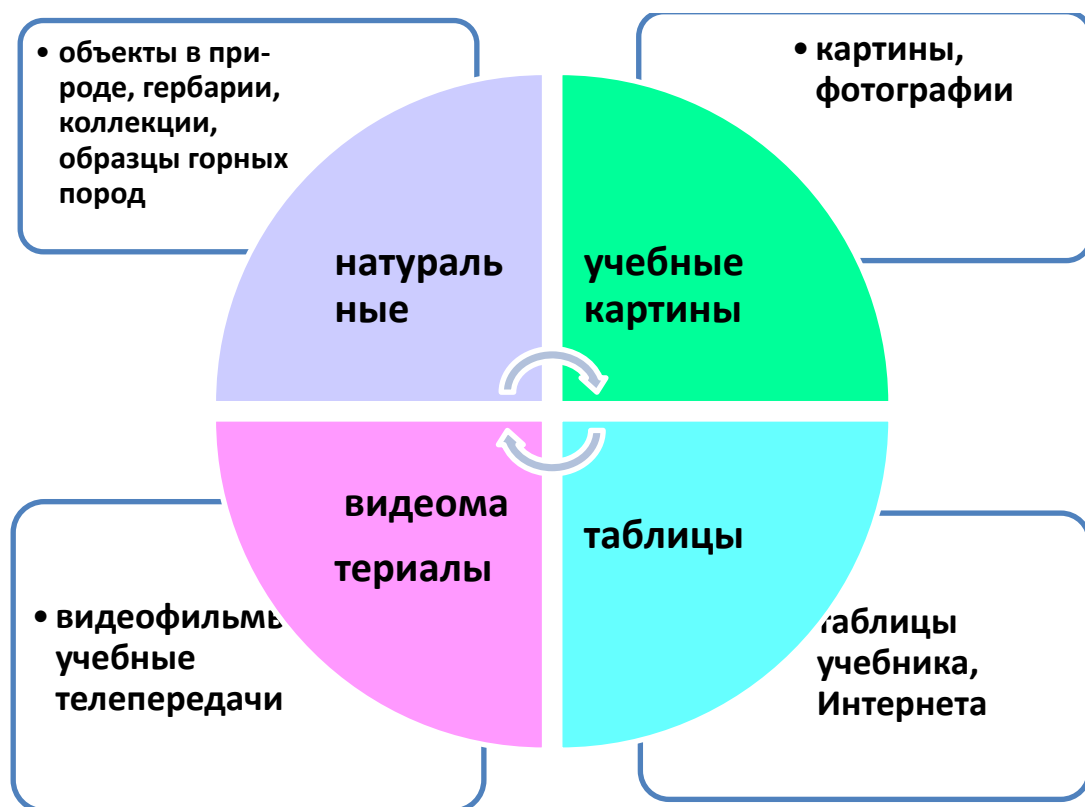 • объекты в при-
роде, гербарии,
коллекции,
образцы горных
пород
• картины,
фотографии
натураль
ные
учебные
картины
видеома
териалы
таблицы
• видеофильмы
учебные
телепередачи
таблицы
учебника,
Интернета